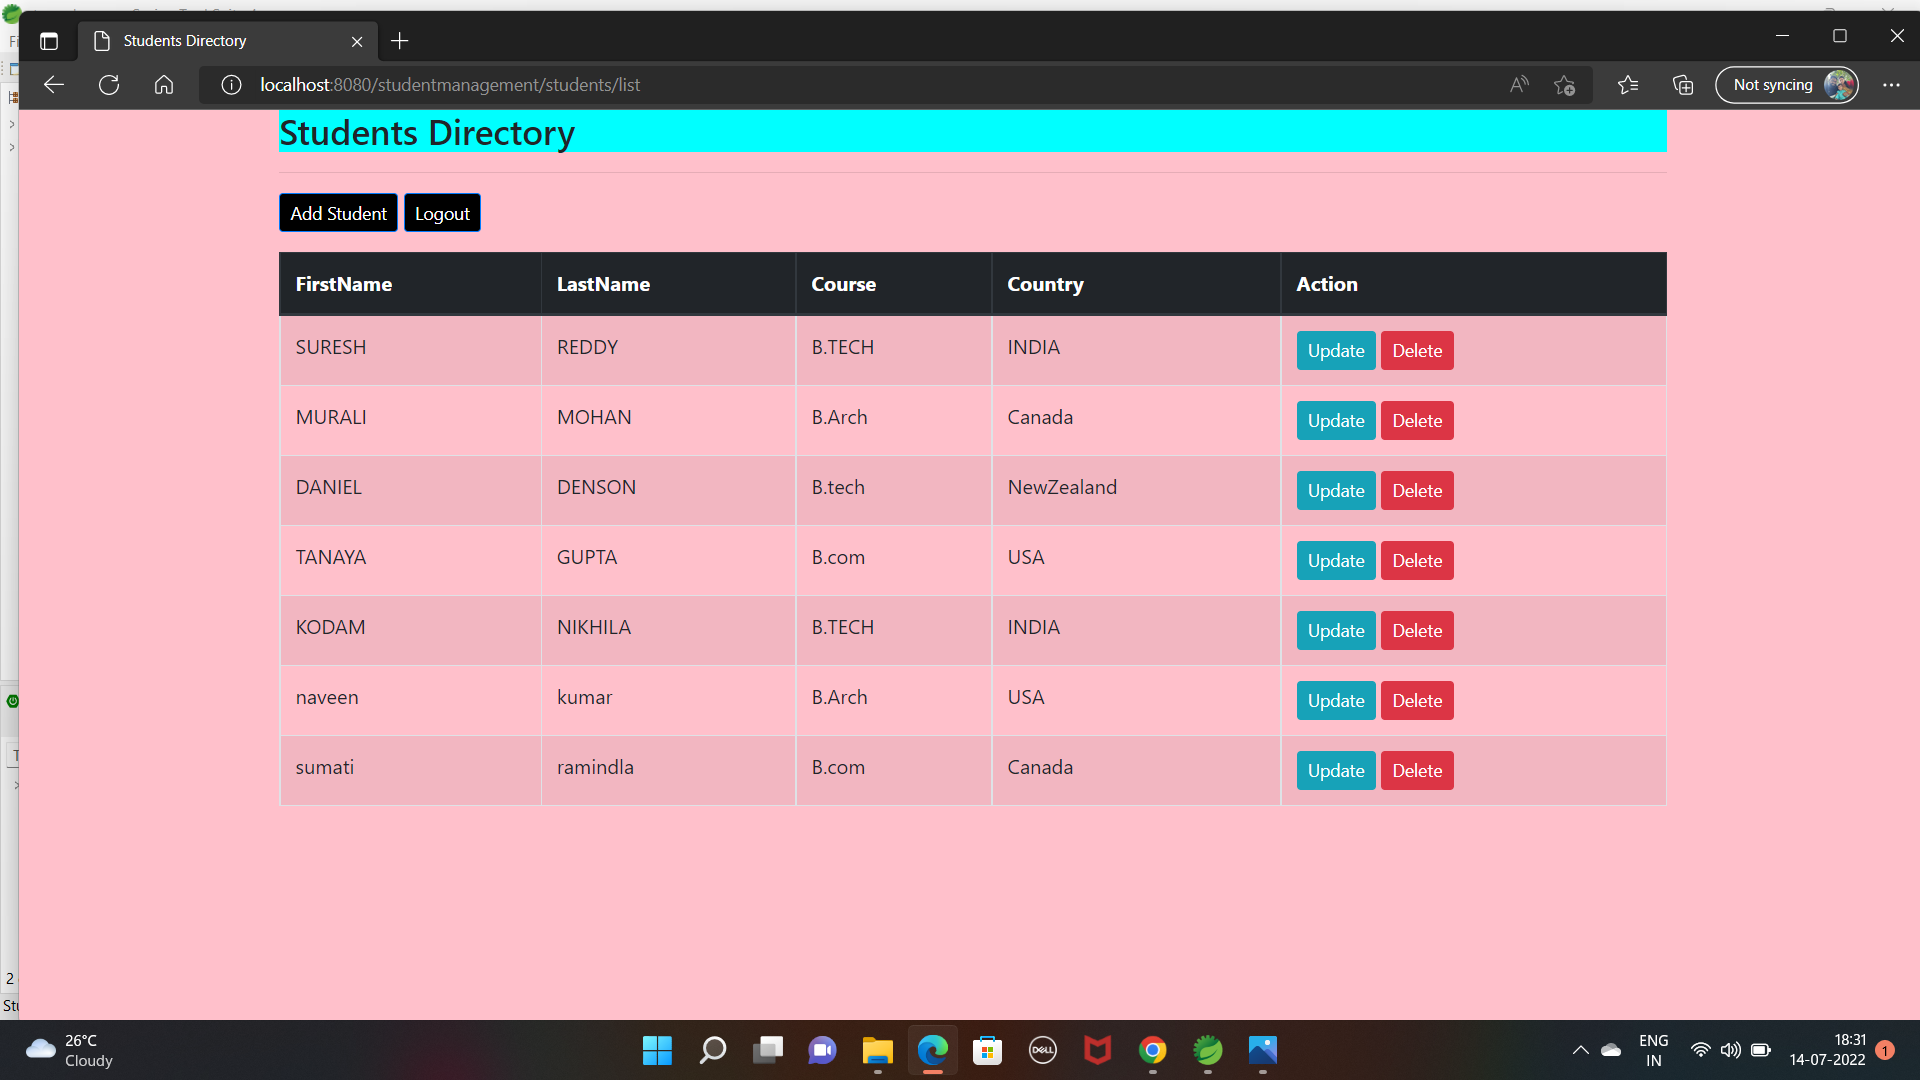 Students Directory
localhost:8080/studentmanagement/students/list
Not syncing
Students Directory
Add Student Logout
FirstName LastName Course Country Action
SURESH REDDY B.TECH INDIA Update Delete
MURALI MOHAN B.Arch Canada Update Delete
DANIEL DENSON B.tech NewZealand Update Delete
TANAYA GUPTA B.com USA Update Delete
KODAM NIKHILA B.TECH INDIA Update Delete
naveen kumar B.Arch USA Update Delete
sumati ramindla B.com Canada Update Delete
2
26°C
Cloudy
DELL
ENG
IN
18:31
14-07-2022
1